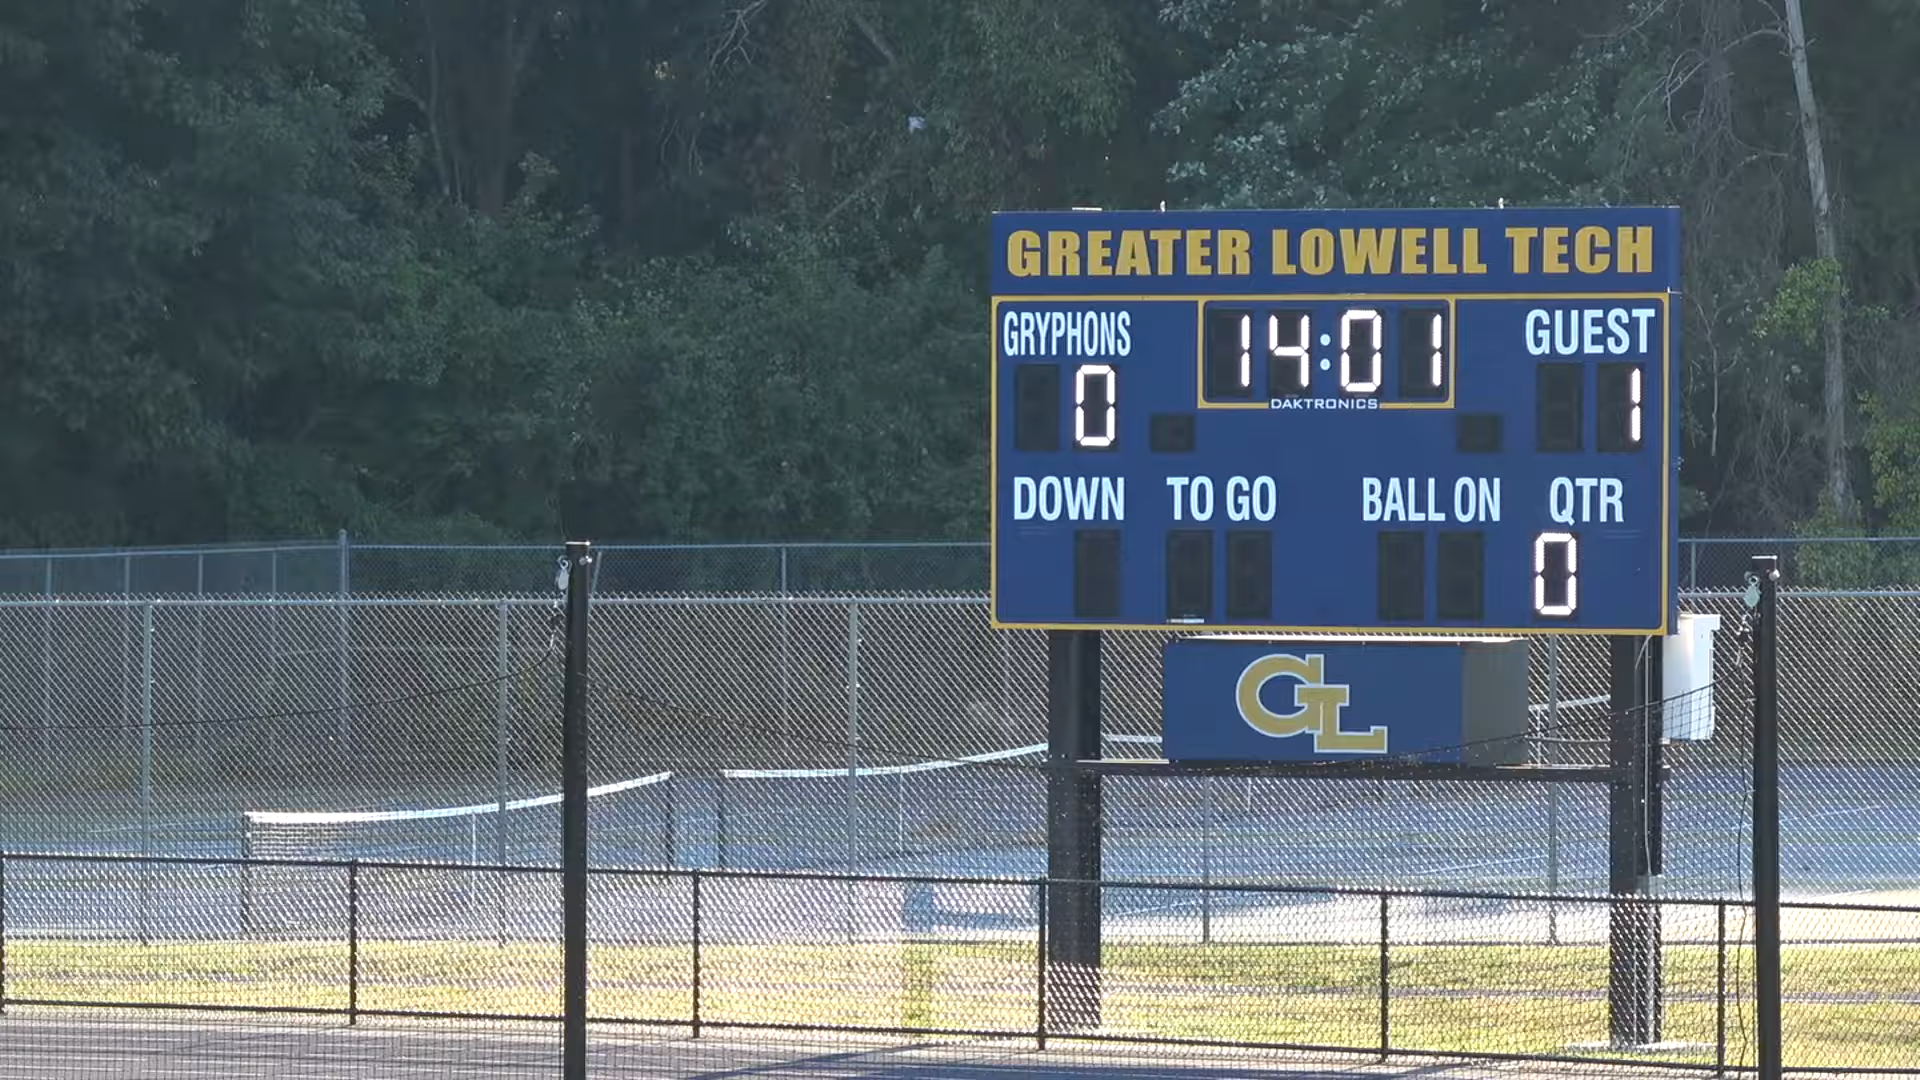 GREATER LOWELL TECH
GRYPHONS 14:01 GUEST
0 DAKTRONICS 1
DOWN TO GO BALL ON QTR
0
GL